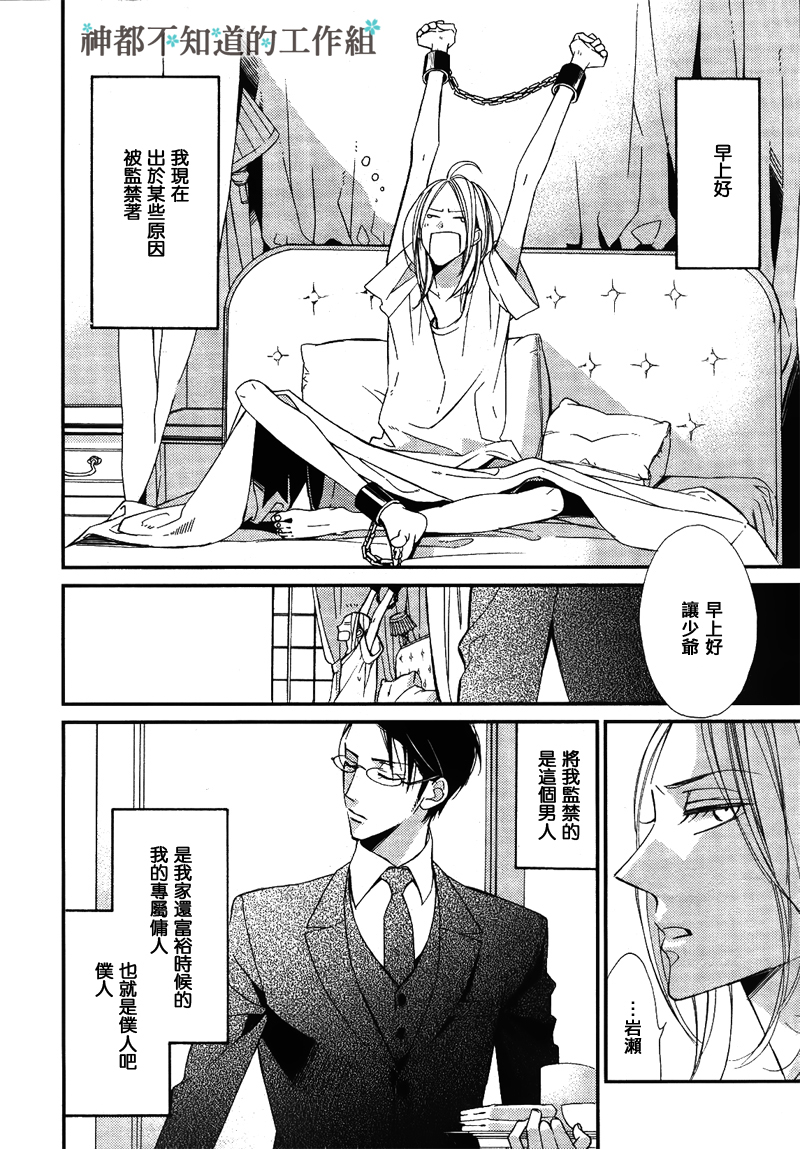 神都不知道的工作組
早上好
我現在
出於某些原因
被監禁著
早上好
讓少爺
…岩瀨
將我監禁的
是這個男人
是我家還富裕時候的
我的專屬傭人
也就是僕人吧
僕人